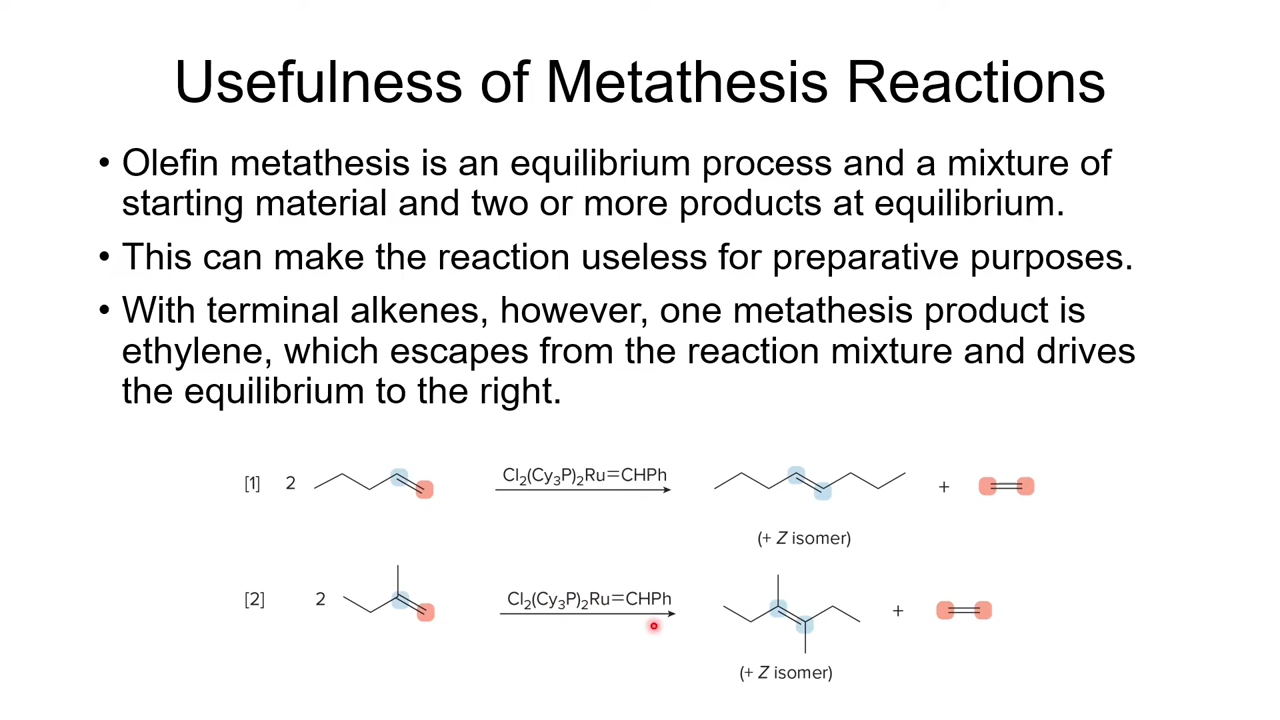 Usefulness of Metathesis Reactions
• Olefin metathesis is an equilibrium process and a mixture of
starting material and two or more products at equilibrium.
• This can make the reaction useless for preparative purposes.
• With terminal alkenes, however, one metathesis product is
ethylene, which escapes from the reaction mixture and drives
the equilibrium to the right.
[1] 2 Cl₂(Cy₃P)₂Ru=CHPh +
(+ Z isomer)
[2] 2 Cl₂(Cy₃P)₂Ru=CHPh +
(+ Z isomer)